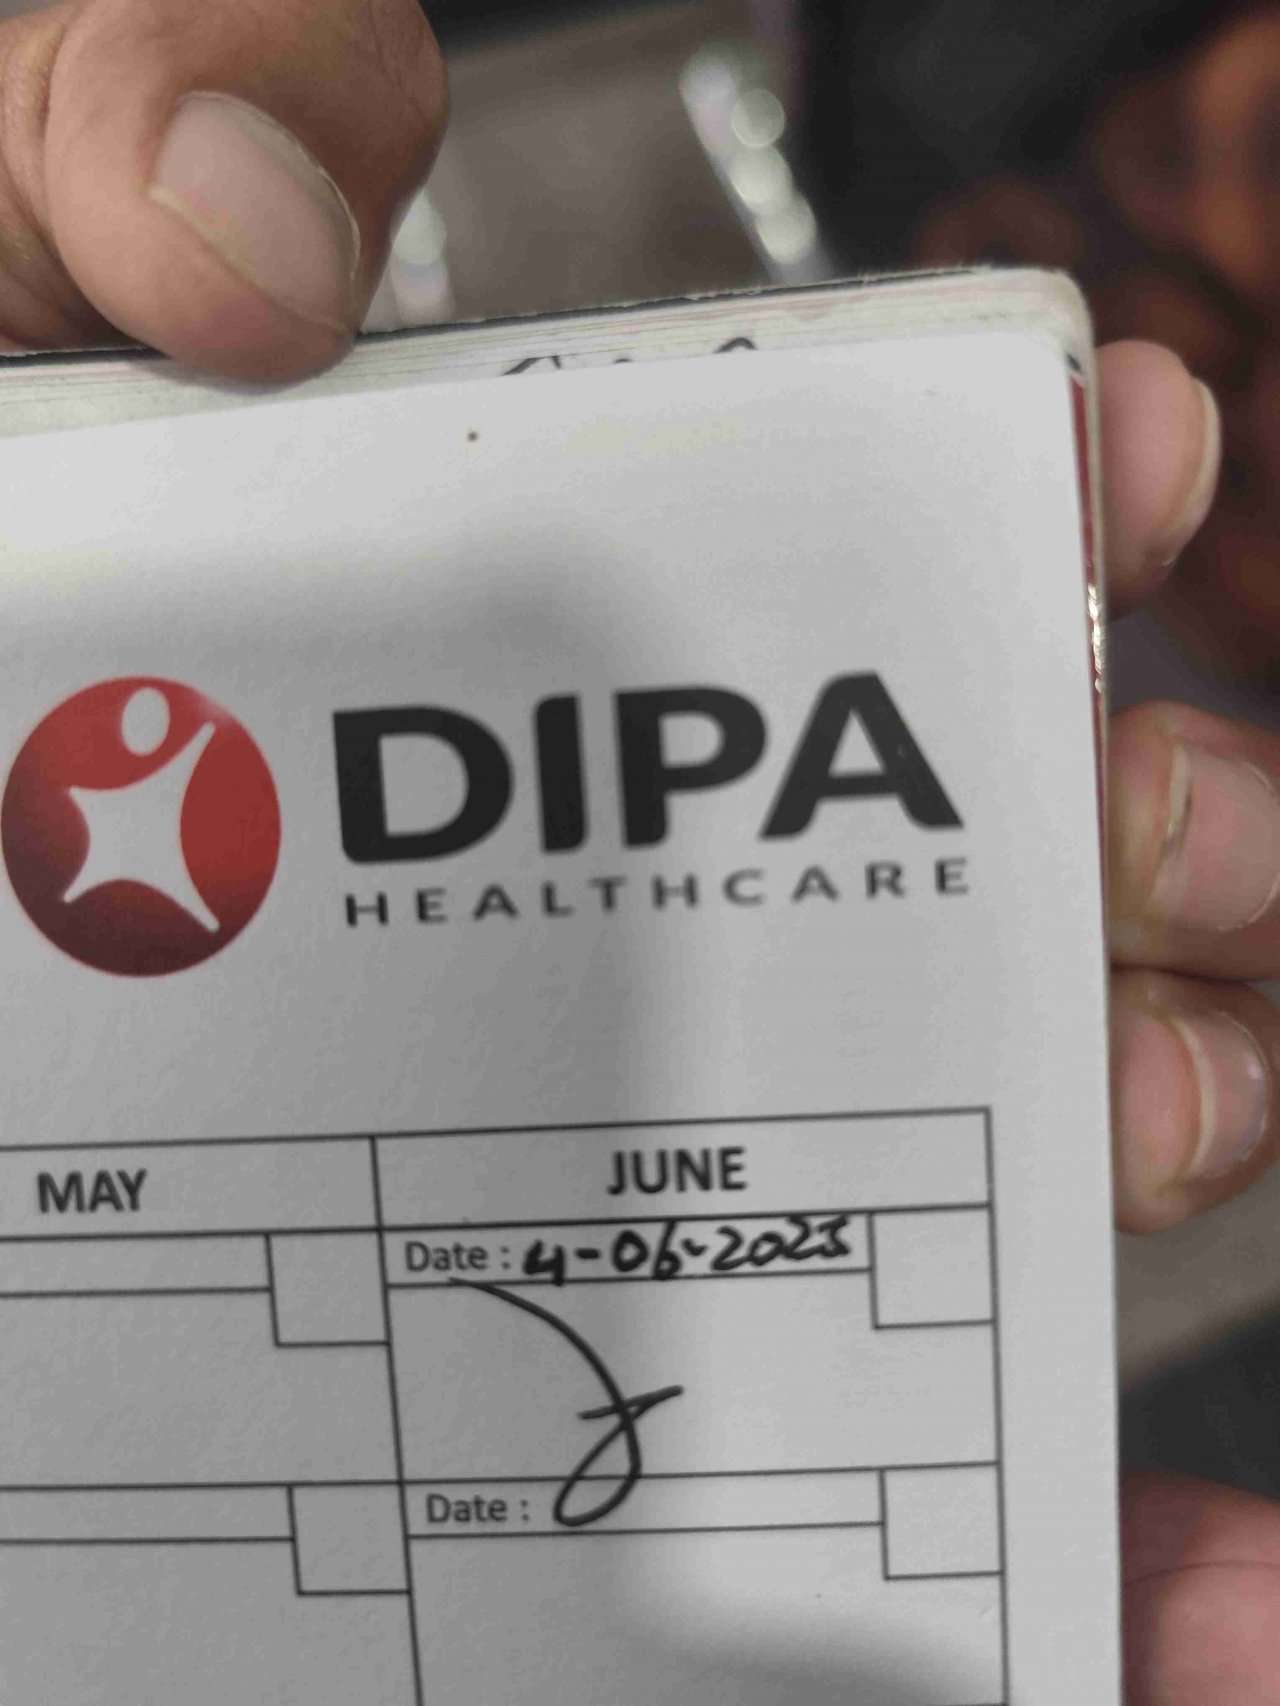 DIPA
HEALTHCARE
MAY JUNE
Date : 4-06-2023
Date :